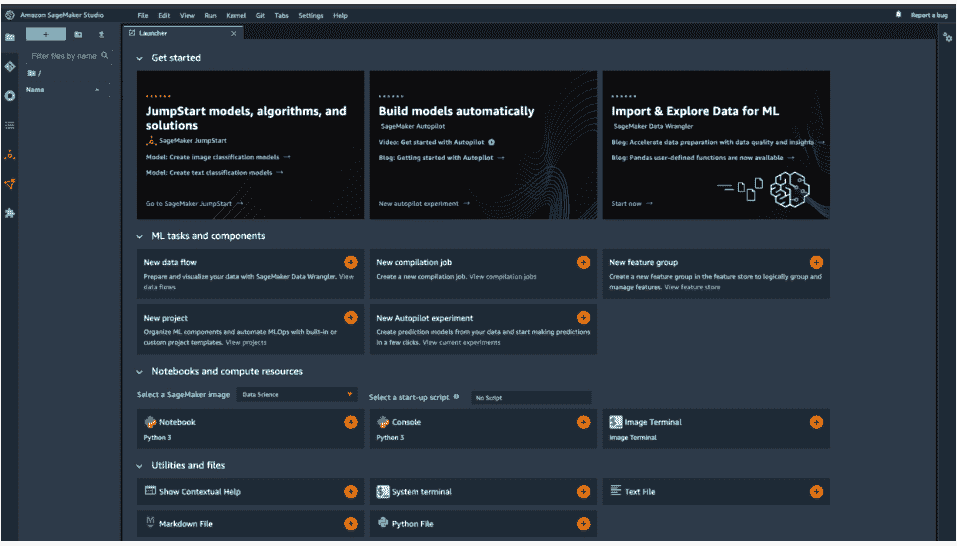 Amazon SageMaker Studio
File Edit View Run Kernel Git Tabs Settings Help
Report a bug
+
Launcher
Filter files by name
/
Name
Get started
JumpStart models, algorithms, and
solutions
SageMaker JumpStart
Model: Create image classification models →
Model: Create text classification models →
Go to SageMaker JumpStart →
Build models automatically
SageMaker Autopilot
Video: Get started with Autopilot
Blog: Getting started with Autopilot →
New autopilot experiment →
Import & Explore Data for ML
SageMaker Data Wrangler
Blog: Accelerate data preparation with data quality and insights →
Blog: Pandas user-defined functions are now available →
Start now →
ML tasks and components
New data flow
Prepare and visualize your data with SageMaker Data Wrangler. View
data flows
New compilation job
Create a new compilation job. View compilation jobs
New feature group
Create a new feature group in the feature store to logically group and
manage features. View feature store
New project
Organize ML components and automate MLOps with built-in or
custom project templates. View projects
New Autopilot experiment
Create prediction models from your data and start making predictions
in a few clicks. View current experiments
Notebooks and compute resources
Select a SageMaker image
Data Science
Select a start-up script
No Script
Notebook
Python 3
Console
Python 3
Image Terminal
Image Terminal
Utilities and files
Show Contextual Help
System terminal
Text File
Markdown File
Python File